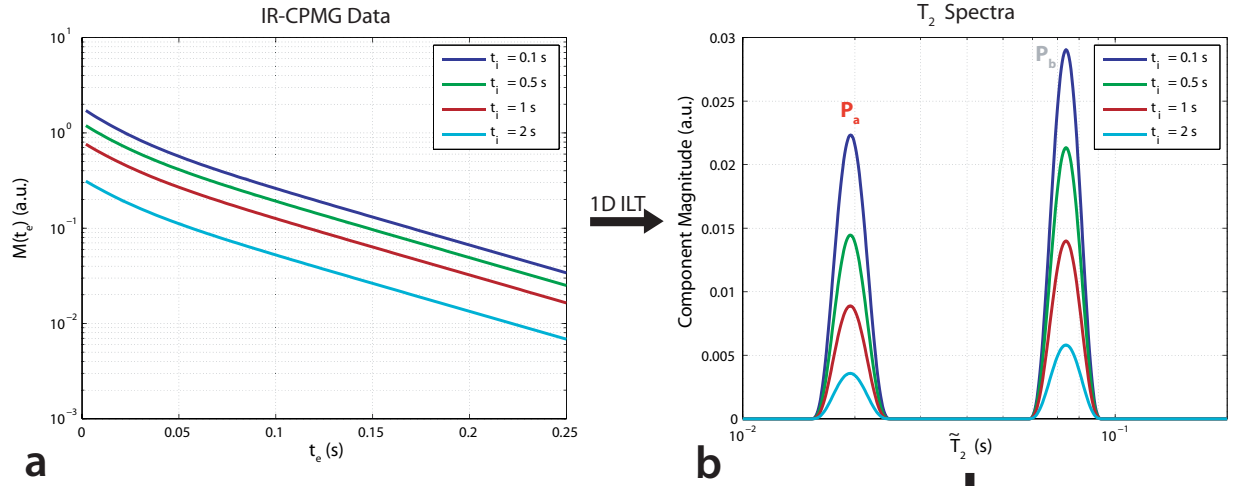 IR-CPMG Data
10^1
10^0
10^-1
10^-2
10^-3
M(t_e) (a.u.)
0 0.05 0.1 0.15 0.2 0.25
t_e (s)
t_i = 0.1 s
t_i = 0.5 s
t_i = 1 s
t_i = 2 s
a
1D ILT
T_2 Spectra
0.03
0.025
0.02
0.015
0.01
0.005
0
Component Magnitude (a.u.)
P_a
P_b
t_i = 0.1 s
t_i = 0.5 s
t_i = 1 s
t_i = 2 s
10^-2 10^-1
T̃_2 (s)
b